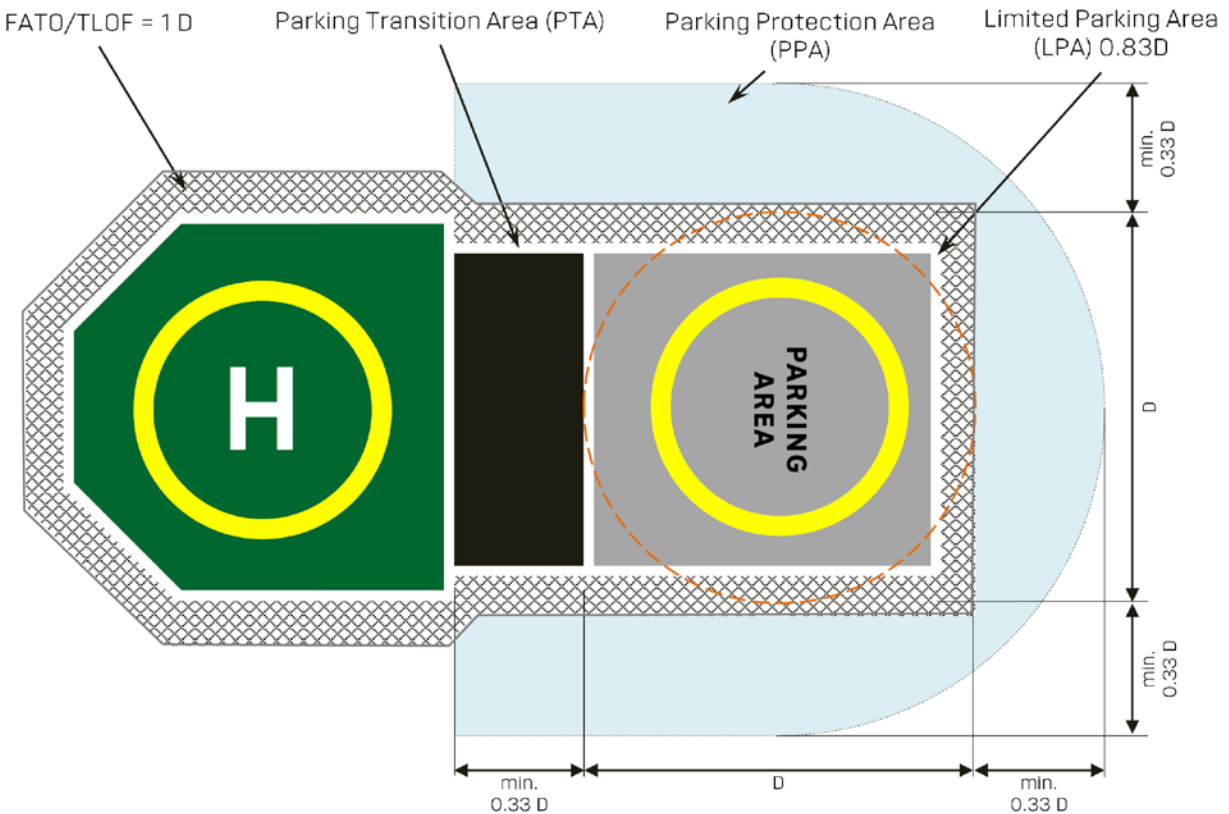 FATO/TLOF = 1 D
Parking Transition Area (PTA)
Parking Protection Area
(PPA)
Limited Parking Area
(LPA) 0.83D
min.
0.33 D
H
PARKING
AREA
D
min.
0.33 D
min.
0.33 D
D
min.
0.33 D